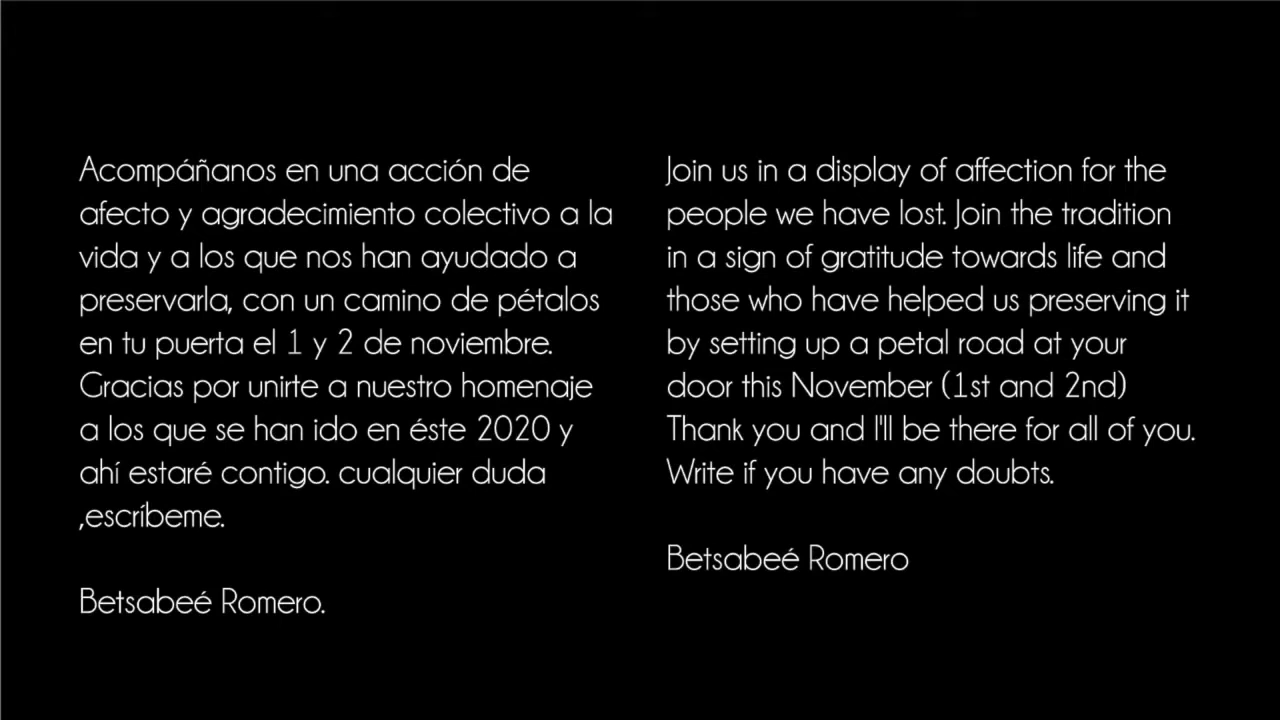 Acompáñanos en una acción de
afecto y agradecimiento colectivo a la
vida y a los que nos han ayudado a
preservarla, con un camino de pétalos
en tu puerta el 1 y 2 de noviembre.
Gracias por unirte a nuestro homenaje
a los que se han ido en éste 2020 y
ahí estaré contigo. cualquier duda
,escríbeme.
Betsabeé Romero.
Join us in a display of affection for the
people we have lost. Join the tradition
in a sign of gratitude towards life and
those who have helped us preserving it
by setting up a petal road at your
door this November (1st and 2nd)
Thank you and I'll be there for all of you.
Write if you have any doubts.
Betsabeé Romero